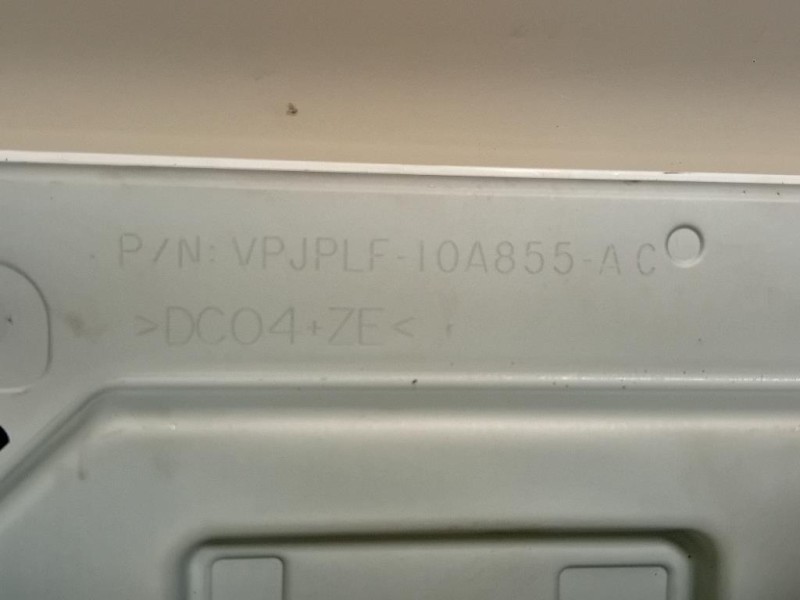 P/N: VPJPLF-10A855-AC
>DC04+ZE<